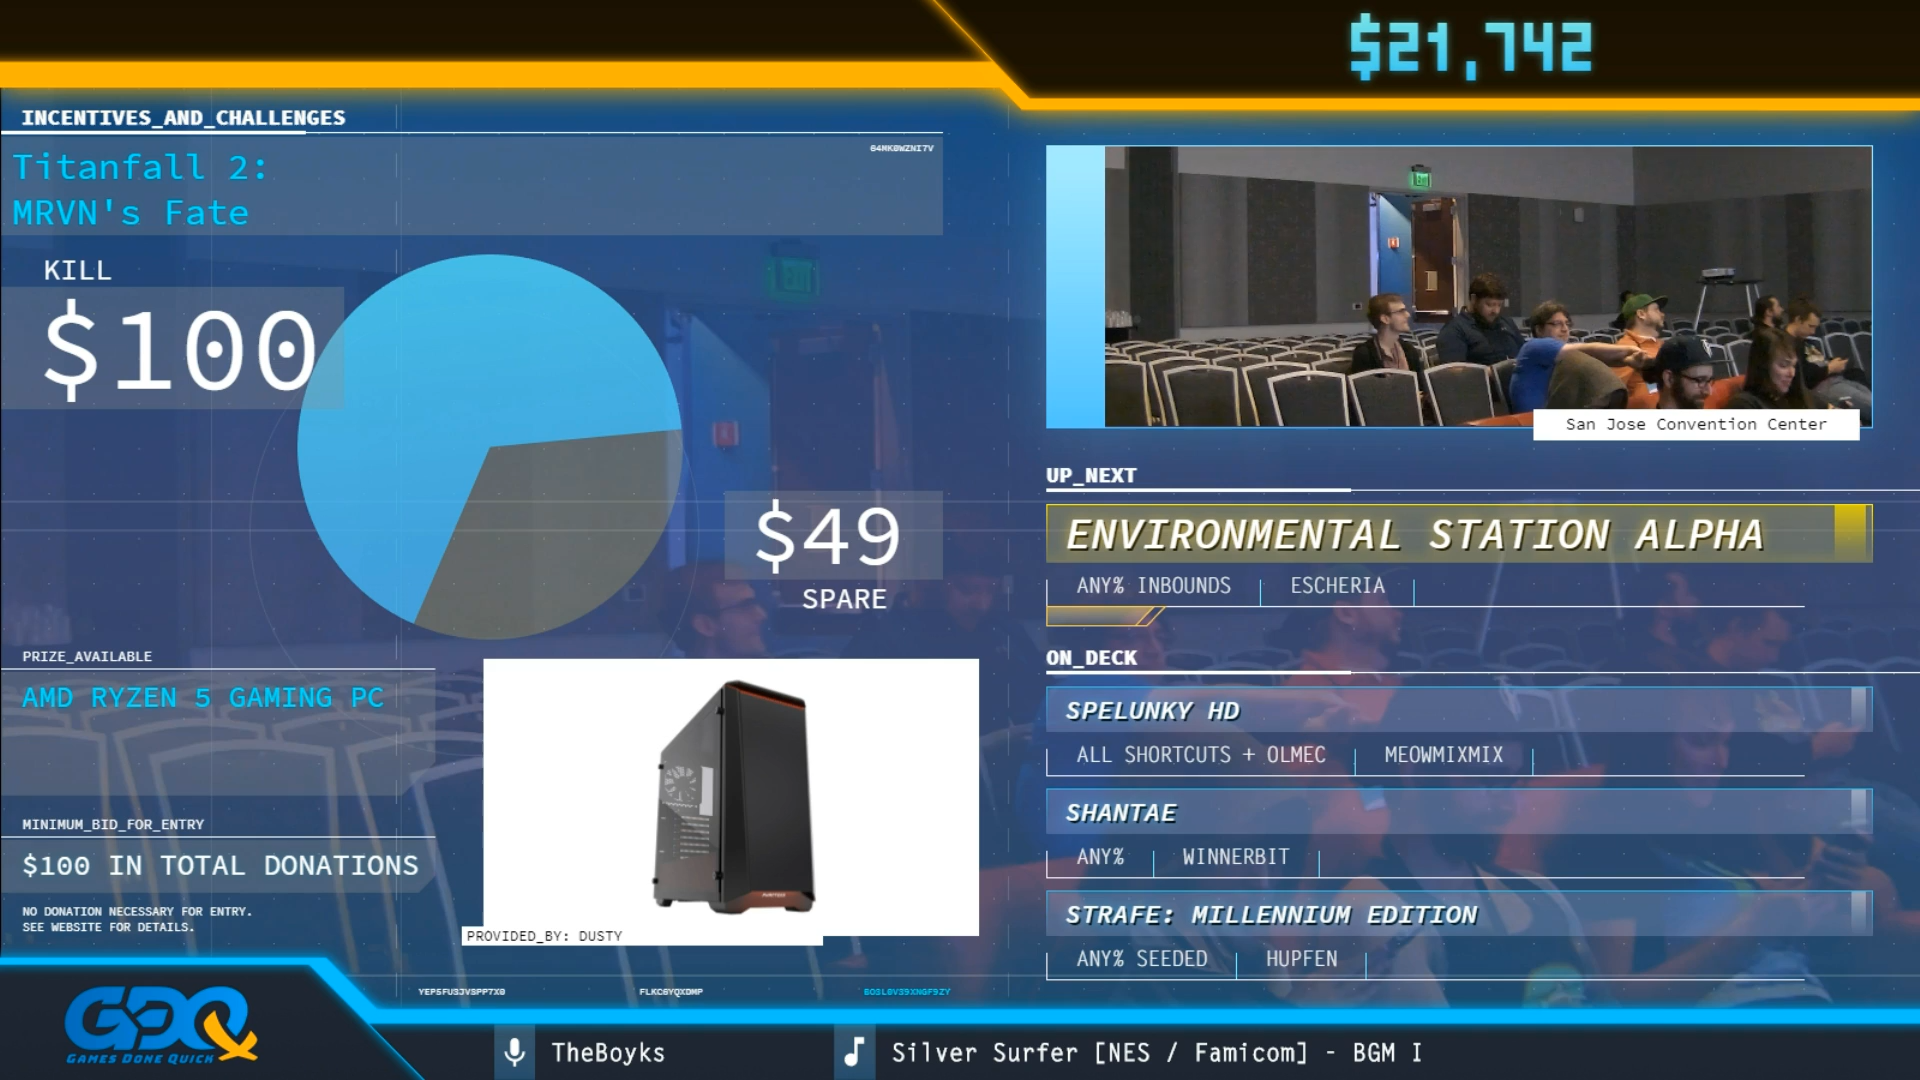 $21,742
INCENTIVES_AND_CHALLENGES
Titanfall 2:
MRVN's Fate
KILL
$100
$49
SPARE
PRIZE_AVAILABLE
AMD RYZEN 5 GAMING PC
MINIMUM_BID_FOR_ENTRY
$100 IN TOTAL DONATIONS
NO DONATION NECESSARY FOR ENTRY.
SEE WEBSITE FOR DETAILS.
PROVIDED_BY: DUSTY
San Jose Convention Center
UP_NEXT
ENVIRONMENTAL STATION ALPHA
ANY% INBOUNDS ESCHERIA
ON_DECK
SPELUNKY HD
ALL SHORTCUTS + OLMEC MEOWMIXMIX
SHANTAE
ANY% WINNERBIT
STRAFE: MILLENNIUM EDITION
ANY% SEEDED HUPFEN
GDQ
GAMES DONE QUICK
TheBoyks
Silver Surfer [NES / Famicom] - BGM I